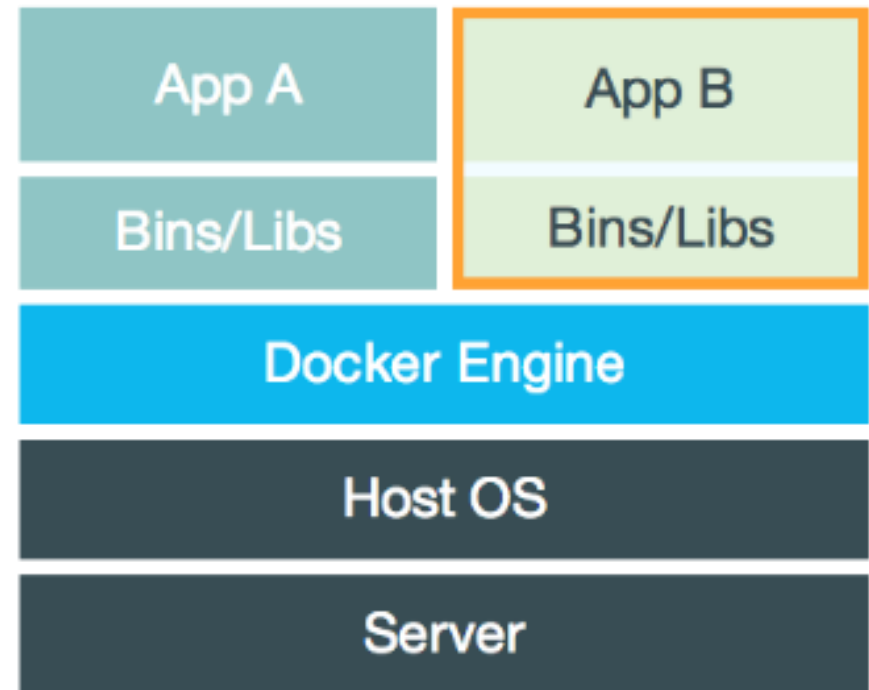 App A
App B
Bins/Libs
Bins/Libs
Docker Engine
Host OS
Server